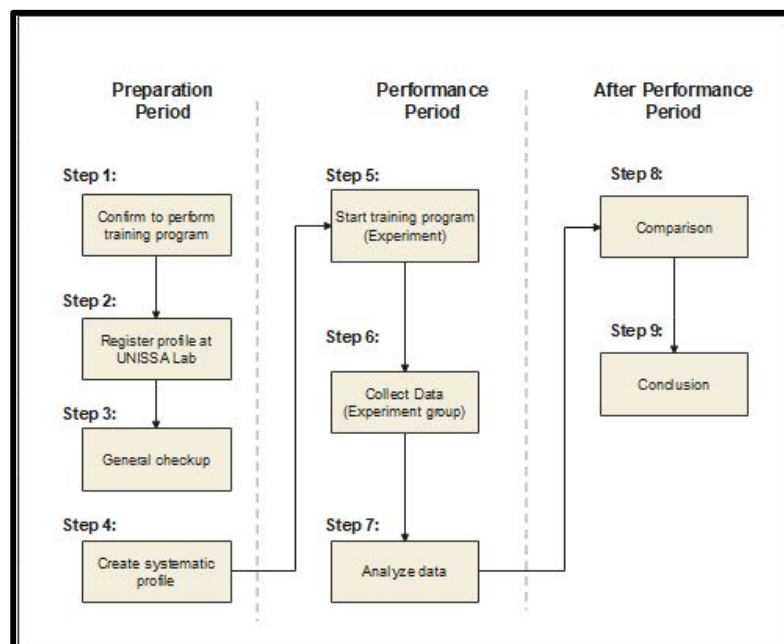 Preparation
Period
Step 1:
Confirm to perform
training program
Step 2:
Register profile at
UNISSA Lab
Step 3:
General checkup
Step 4:
Create systematic
profile
Performance
Period
Step 5:
Start training program
(Experiment)
Step 6:
Collect Data
(Experiment group)
Step 7:
Analyze data
After Performance
Period
Step 8:
Comparison
Step 9:
Conclusion